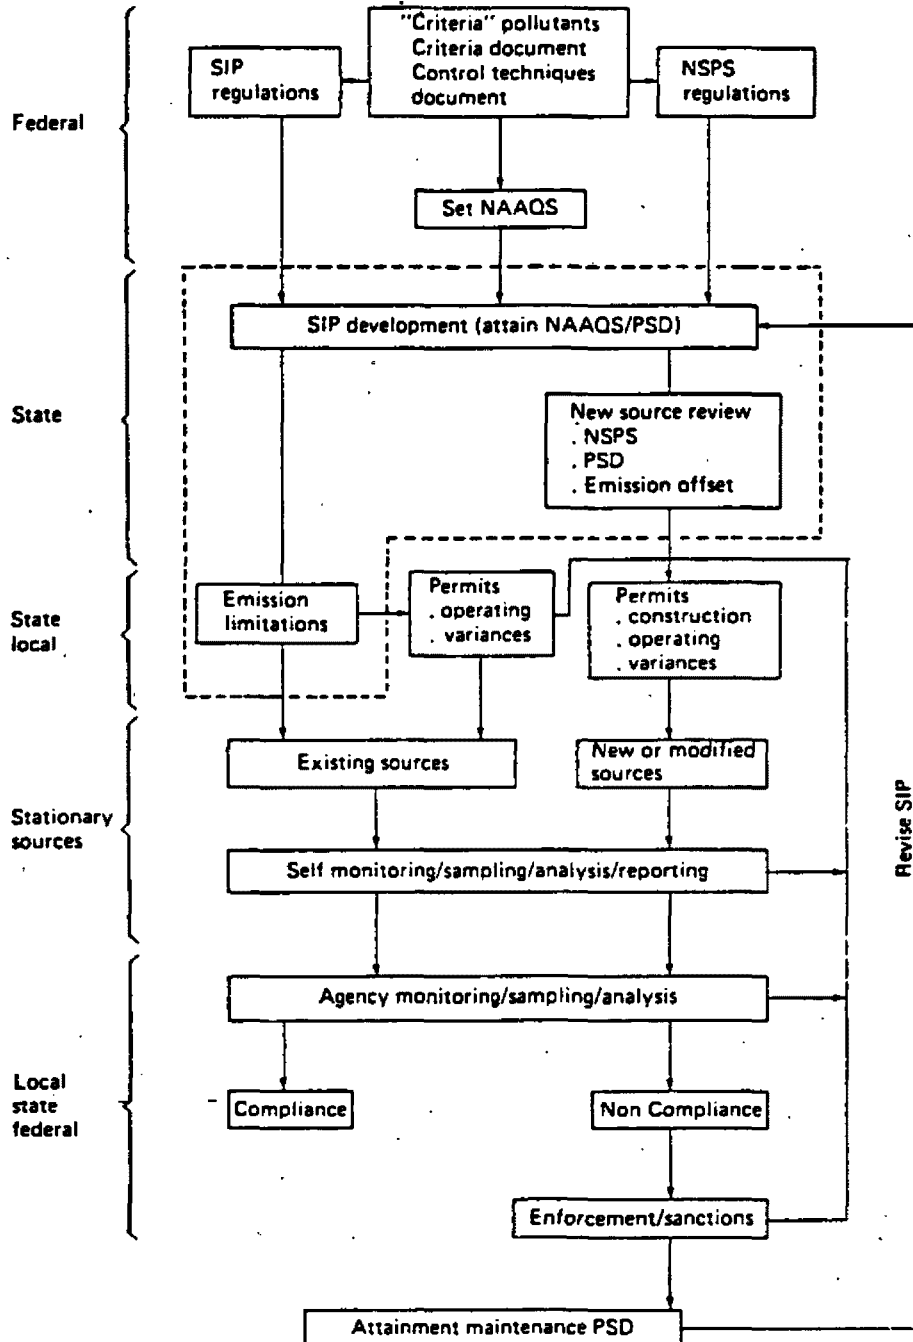 "Criteria" pollutants
Criteria document
Control techniques
document
SIP
regulations
NSPS
regulations
Federal
Set NAAQS
SIP development (attain NAAQS/PSD)
State
New source review
. NSPS
. PSD
. Emission offset
State
local
Emission
limitations
Permits
. operating
. variances
Permits
. construction
. operating
. variances
Existing sources
New or modified
sources
Stationary
sources
Revise SIP
Self monitoring/sampling/analysis/reporting
Agency monitoring/sampling/analysis
Local
state
federal
Compliance
Non Compliance
Enforcement/sanctions
Attainment maintenance PSD